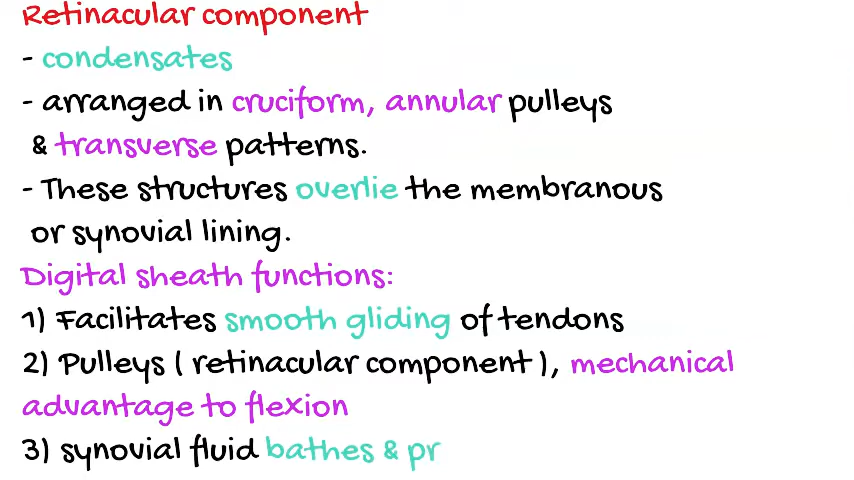 Retinacular component
- condensates
- arranged in cruciform, annular pulleys
& transverse patterns.
- These structures overlie the membranous
or synovial lining.
Digital sheath functions:
1) Facilitates smooth gliding of tendons
2) Pulleys ( retinacular component ), mechanical
advantage to flexion
3) synovial fluid bathes & pr